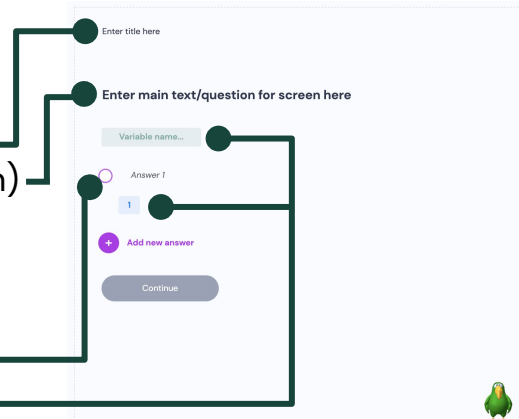 Enter title here
Enter main text/question for screen here
Variable name...
)
Answer 1
1
+ Add new answer
Continue